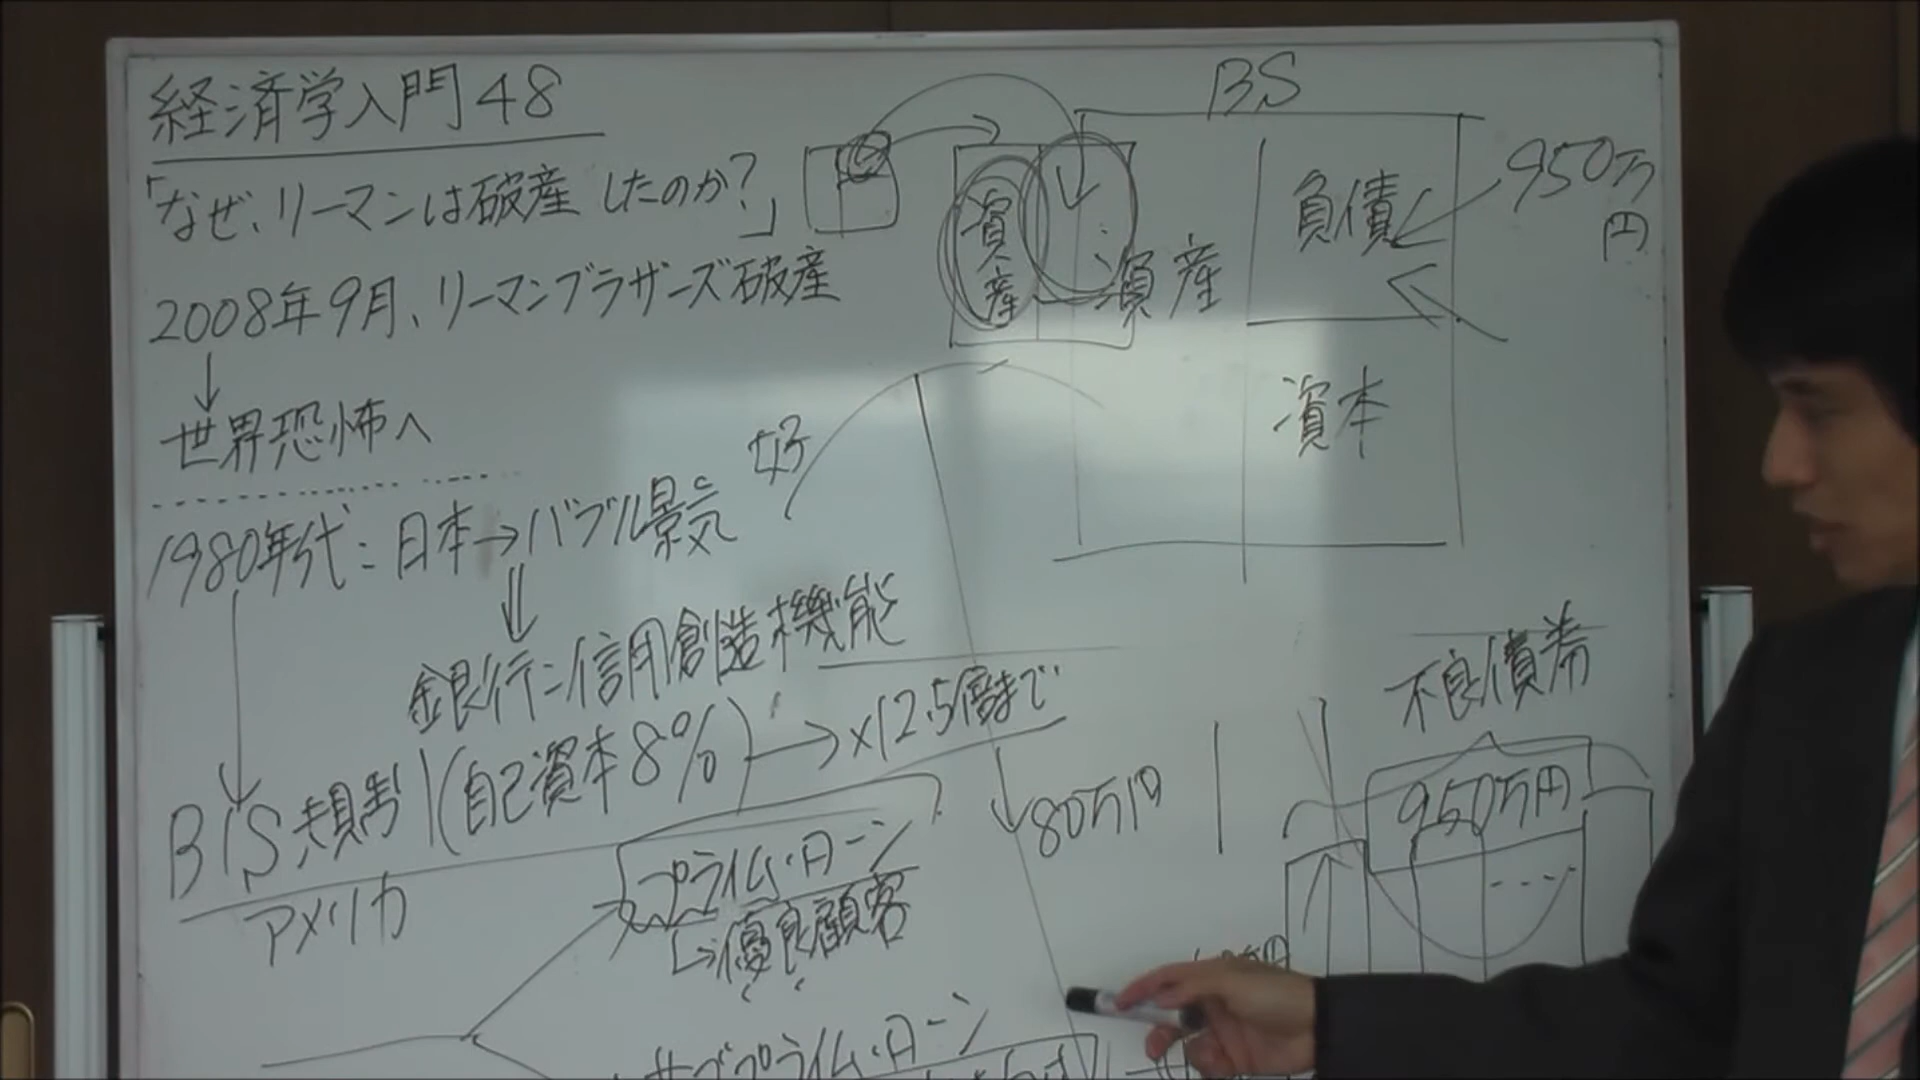 経済学入門48
「なぜ、リーマンは破産したのか?」
2008年9月、リーマンブラザーズ破産
↓
世界恐怖へ
1980年代:日本→バブル景気
好
銀行:信用創造機能
BIS規制(自己資本8%)→×12.5倍まで
アメリカ
プライム・ローン
↳優良顧客
サブプライム・ローン
BS
資産
資産
負債
資本
950万円
80万円
不良債券
950万円